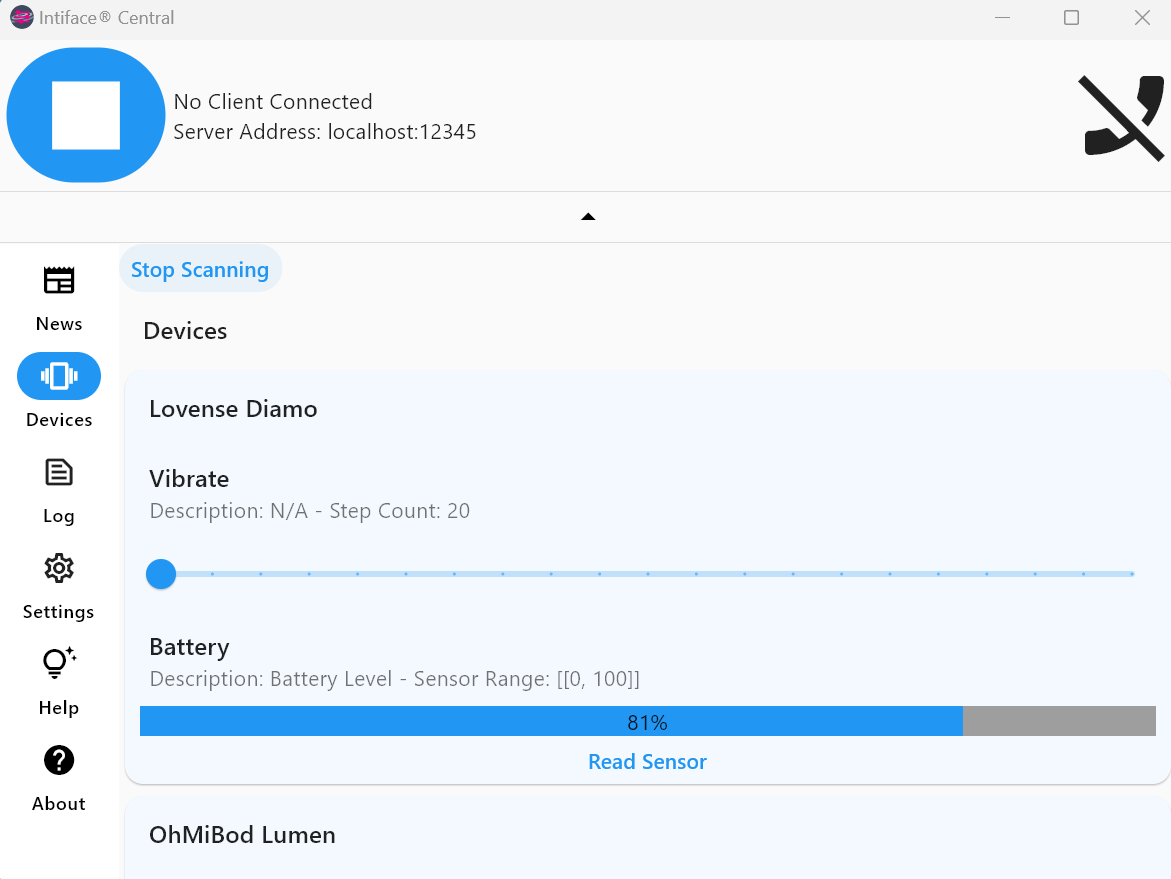 Intiface® Central
No Client Connected
Server Address: localhost:12345
Stop Scanning
News
Devices
Log
Settings
Help
About
Devices
Lovense Diamo
Vibrate
Description: N/A - Step Count: 20
Battery
Description: Battery Level - Sensor Range: [[0, 100]]
81%
Read Sensor
OhMiBod Lumen